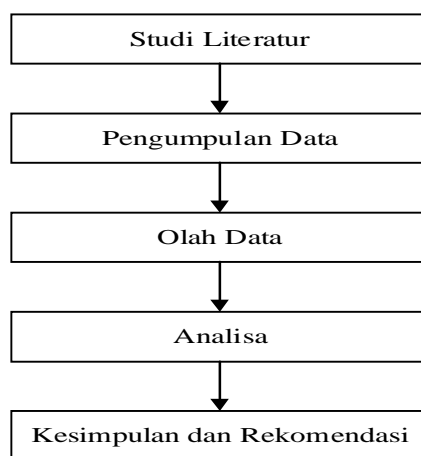 Studi Literatur
Pengumpulan Data
Olah Data
Analisa
Kesimpulan dan Rekomendasi